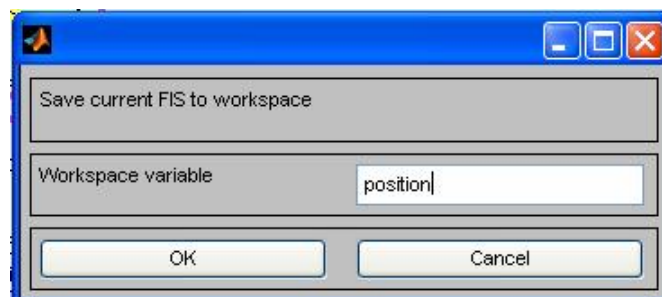 Save current FIS to workspace
Workspace variable
position
OK
Cancel